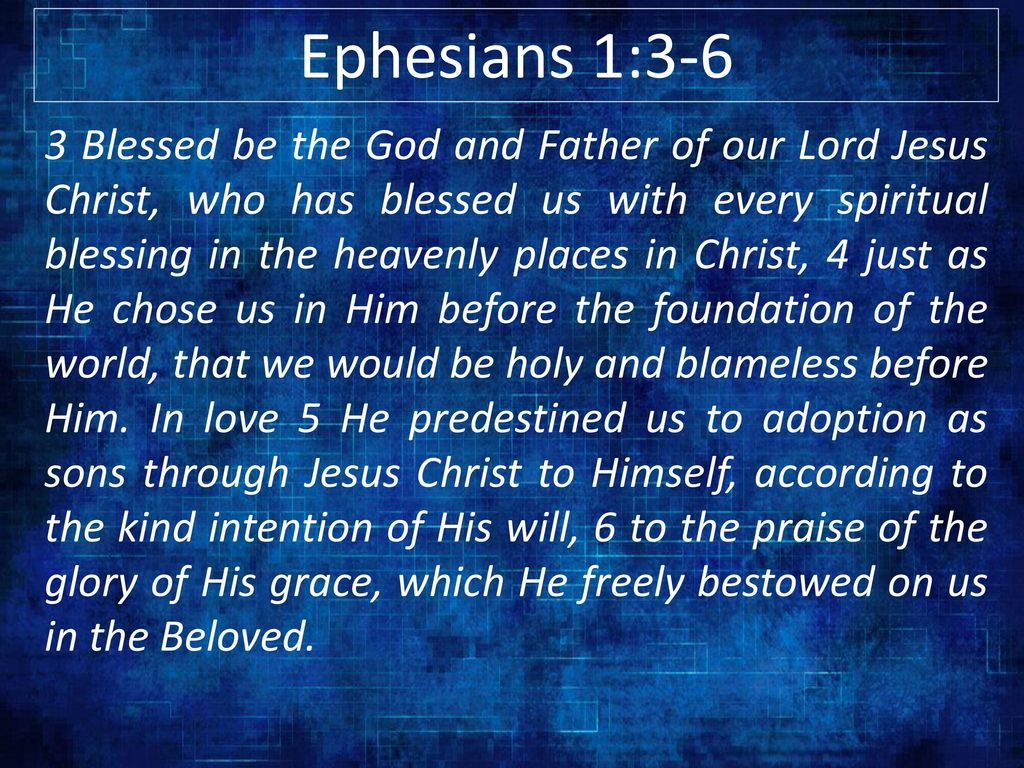 Ephesians 1:3-6
3 Blessed be the God and Father of our Lord Jesus
Christ, who has blessed us with every spiritual
blessing in the heavenly places in Christ, 4 just as
He chose us in Him before the foundation of the
world, that we would be holy and blameless before
Him. In love 5 He predestined us to adoption as
sons through Jesus Christ to Himself, according to
the kind intention of His will, 6 to the praise of the
glory of His grace, which He freely bestowed on us
in the Beloved.